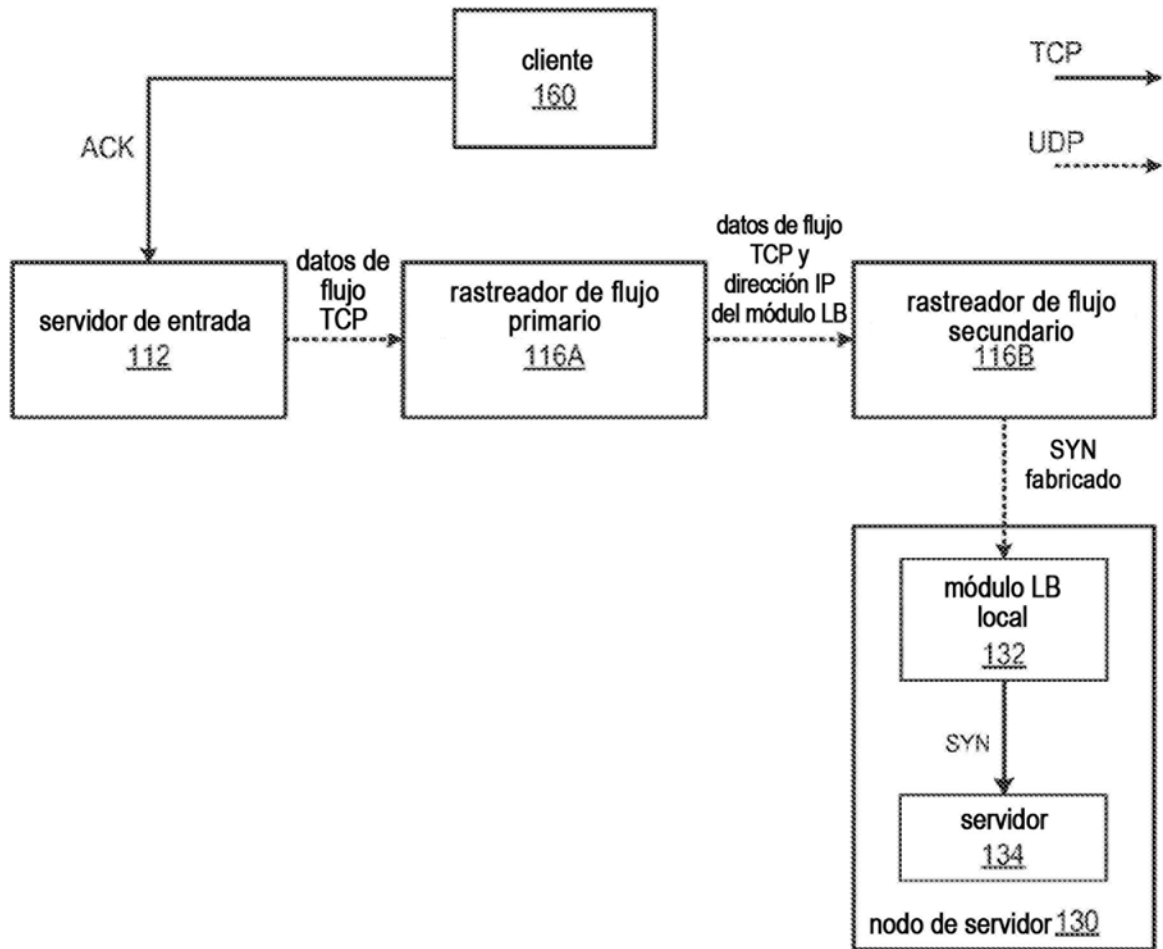 cliente
160
TCP
UDP
ACK
servidor de entrada
112
datos de
flujo
TCP
rastreador de flujo
primario
116A
datos de flujo
TCP y
dirección IP
del módulo LB
rastreador de flujo
secundario
116B
SYN
fabricado
módulo LB
local
132
SYN
servidor
134
nodo de servidor 130